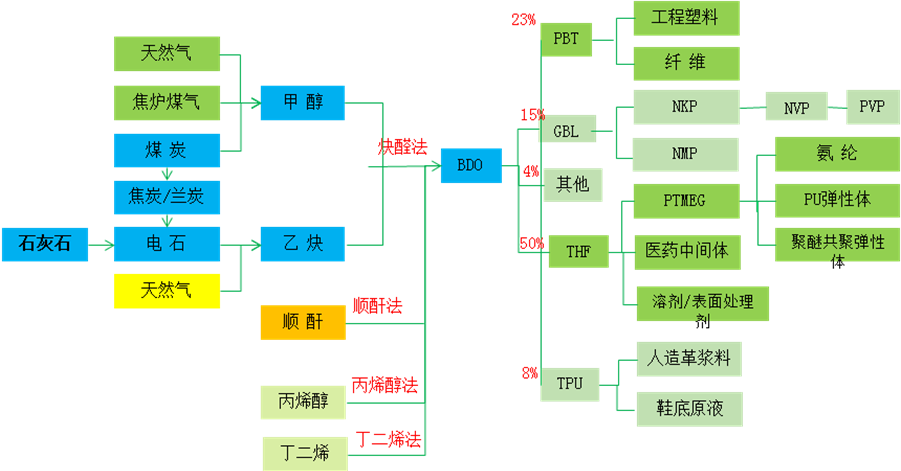 天然气
焦炉煤气
煤 炭
焦炭/兰炭
石灰石
电 石
天然气
甲 醇
乙 炔
顺 酐
丙烯醇
丁二烯
炔醛法
顺酐法
丙烯醇法
丁二烯法
BDO
23%
PBT
工程塑料
纤 维
15%
GBL
NKP
NVP
PVP
NMP
4%
其他
50%
THF
PTMEG
氨 纶
PU弹性体
聚醚共聚弹性
体
医药中间体
溶剂/表面处理
剂
8%
TPU
人造革浆料
鞋底原液